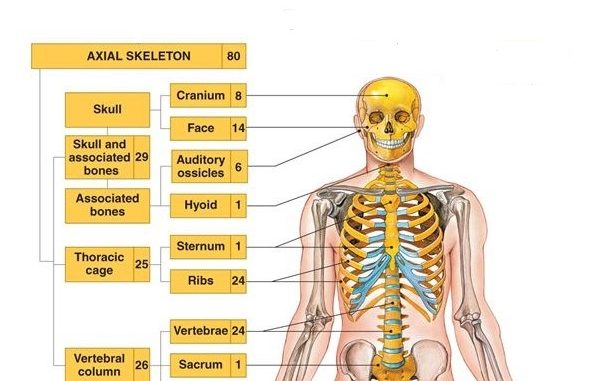 AXIAL SKELETON 80
Cranium 8
Skull
Face 14
Skull and
associated 29
bones
Auditory
ossicles 6
Associated
bones
Hyoid 1
Sternum 1
Thoracic
cage 25
Ribs 24
Vertebrae 24
Vertebral
column 26
Sacrum 1